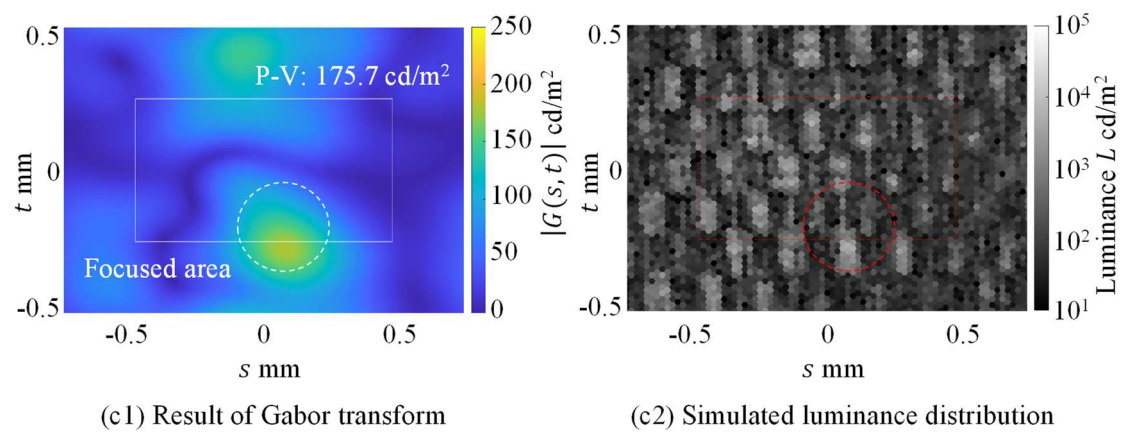 0.5
0
-0.5
t mm
-0.5
0
0.5
s mm
P-V: 175.7 cd/m²
Focused area
250
200
150
100
50
0
|G(s, t)| cd/m²
(c1) Result of Gabor transform
0.5
0
-0.5
t mm
-0.5
0
0.5
s mm
10⁵
10⁴
10³
10²
10¹
Luminance L cd/m²
(c2) Simulated luminance distribution